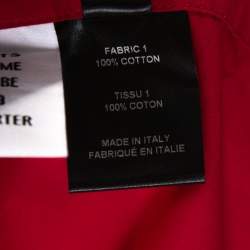 FABRIC 1
100% COTTON
TISSU 1
100% COTON
MADE IN ITALY
FABRIQUÉ EN ITALIE